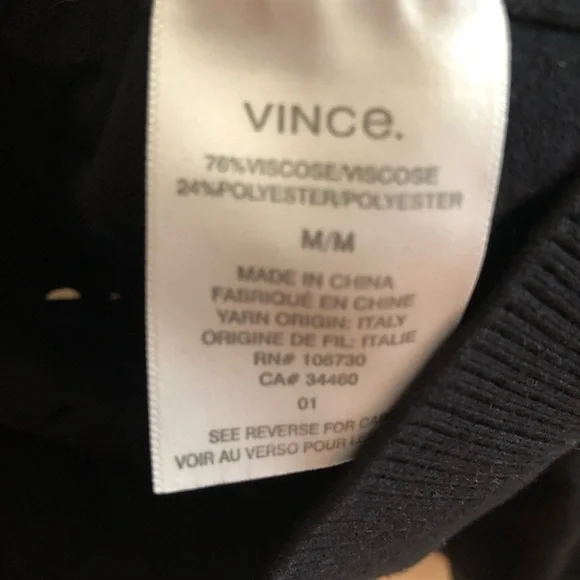 VINCe.
76%VISCOSE/VISCOSE
24%POLYESTER/POLYESTER
M/M
MADE IN CHINA
FABRIQUÉ EN CHINE
YARN ORIGIN: ITALY
ORIGINE DE FIL: ITALIE
RN# 106730
CA# 34460
01
SEE REVERSE FOR
VOIR AU VERSO POUR